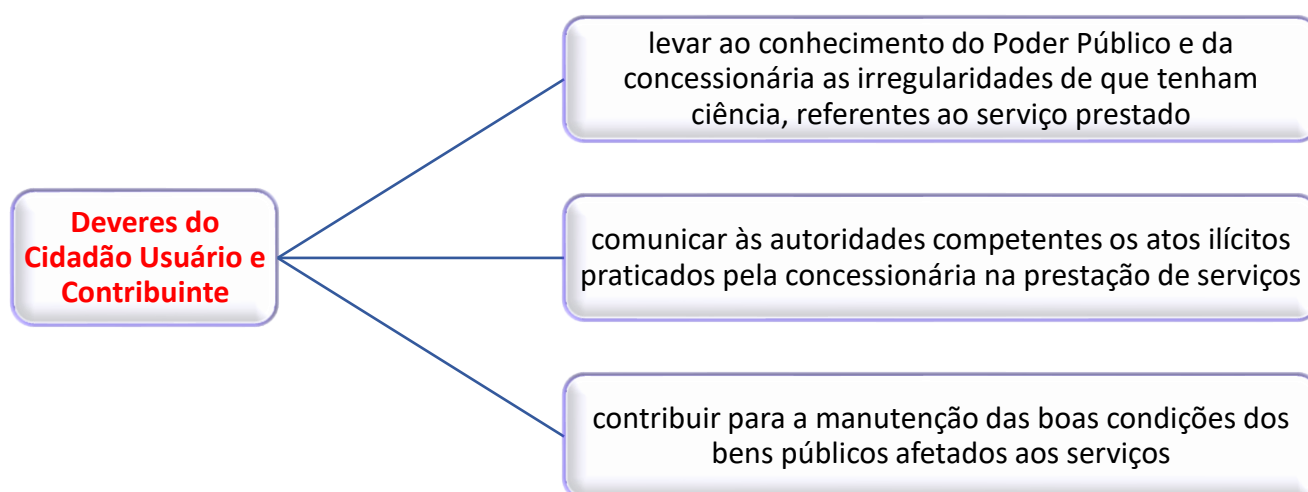 levar ao conhecimento do Poder Público e da
concessionária as irregularidades de que tenham
ciência, referentes ao serviço prestado
Deveres do
Cidadão Usuário e
Contribuinte
comunicar às autoridades competentes os atos ilícitos
praticados pela concessionária na prestação de serviços
contribuir para a manutenção das boas condições dos
bens públicos afetados aos serviços